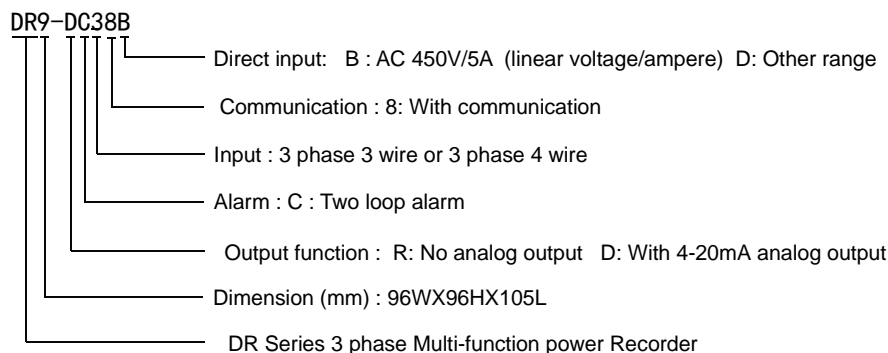 DR9-DC38B
Direct input: B : AC 450V/5A (linear voltage/ampere) D: Other range
Communication : 8: With communication
Input : 3 phase 3 wire or 3 phase 4 wire
Alarm : C : Two loop alarm
Output function : R: No analog output D: With 4-20mA analog output
Dimension (mm) : 96WX96HX105L
DR Series 3 phase Multi-function power Recorder